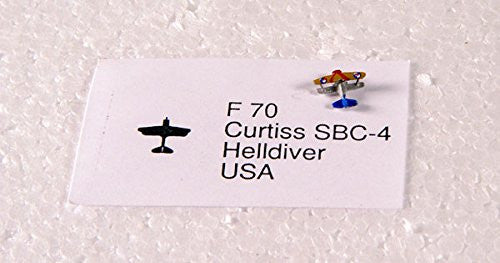 F 70
Curtiss SBC-4
Helldiver
USA